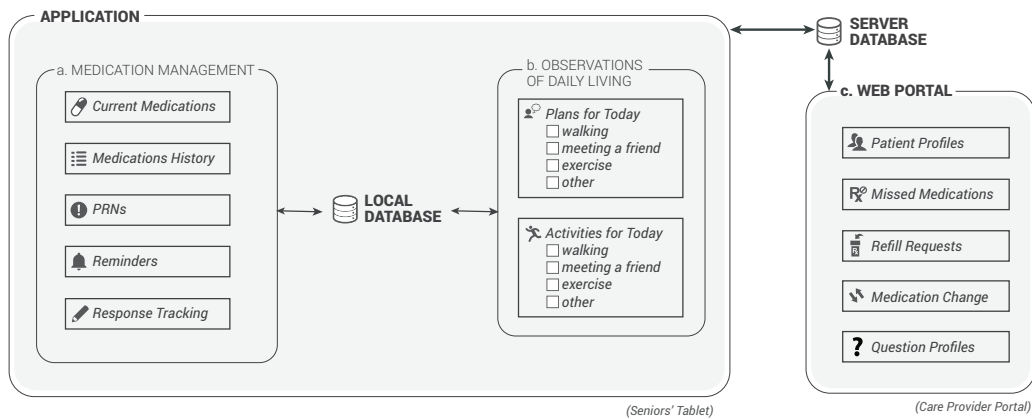 APPLICATION
a. MEDICATION MANAGEMENT
Current Medications
Medications History
PRNs
Reminders
Response Tracking
LOCAL
DATABASE
b. OBSERVATIONS
OF DAILY LIVING
Plans for Today
walking
meeting a friend
exercise
other
Activities for Today
walking
meeting a friend
exercise
other
(Seniors' Tablet)
SERVER
DATABASE
c. WEB PORTAL
Patient Profiles
Missed Medications
Refill Requests
Medication Change
? Question Profiles
(Care Provider Portal)